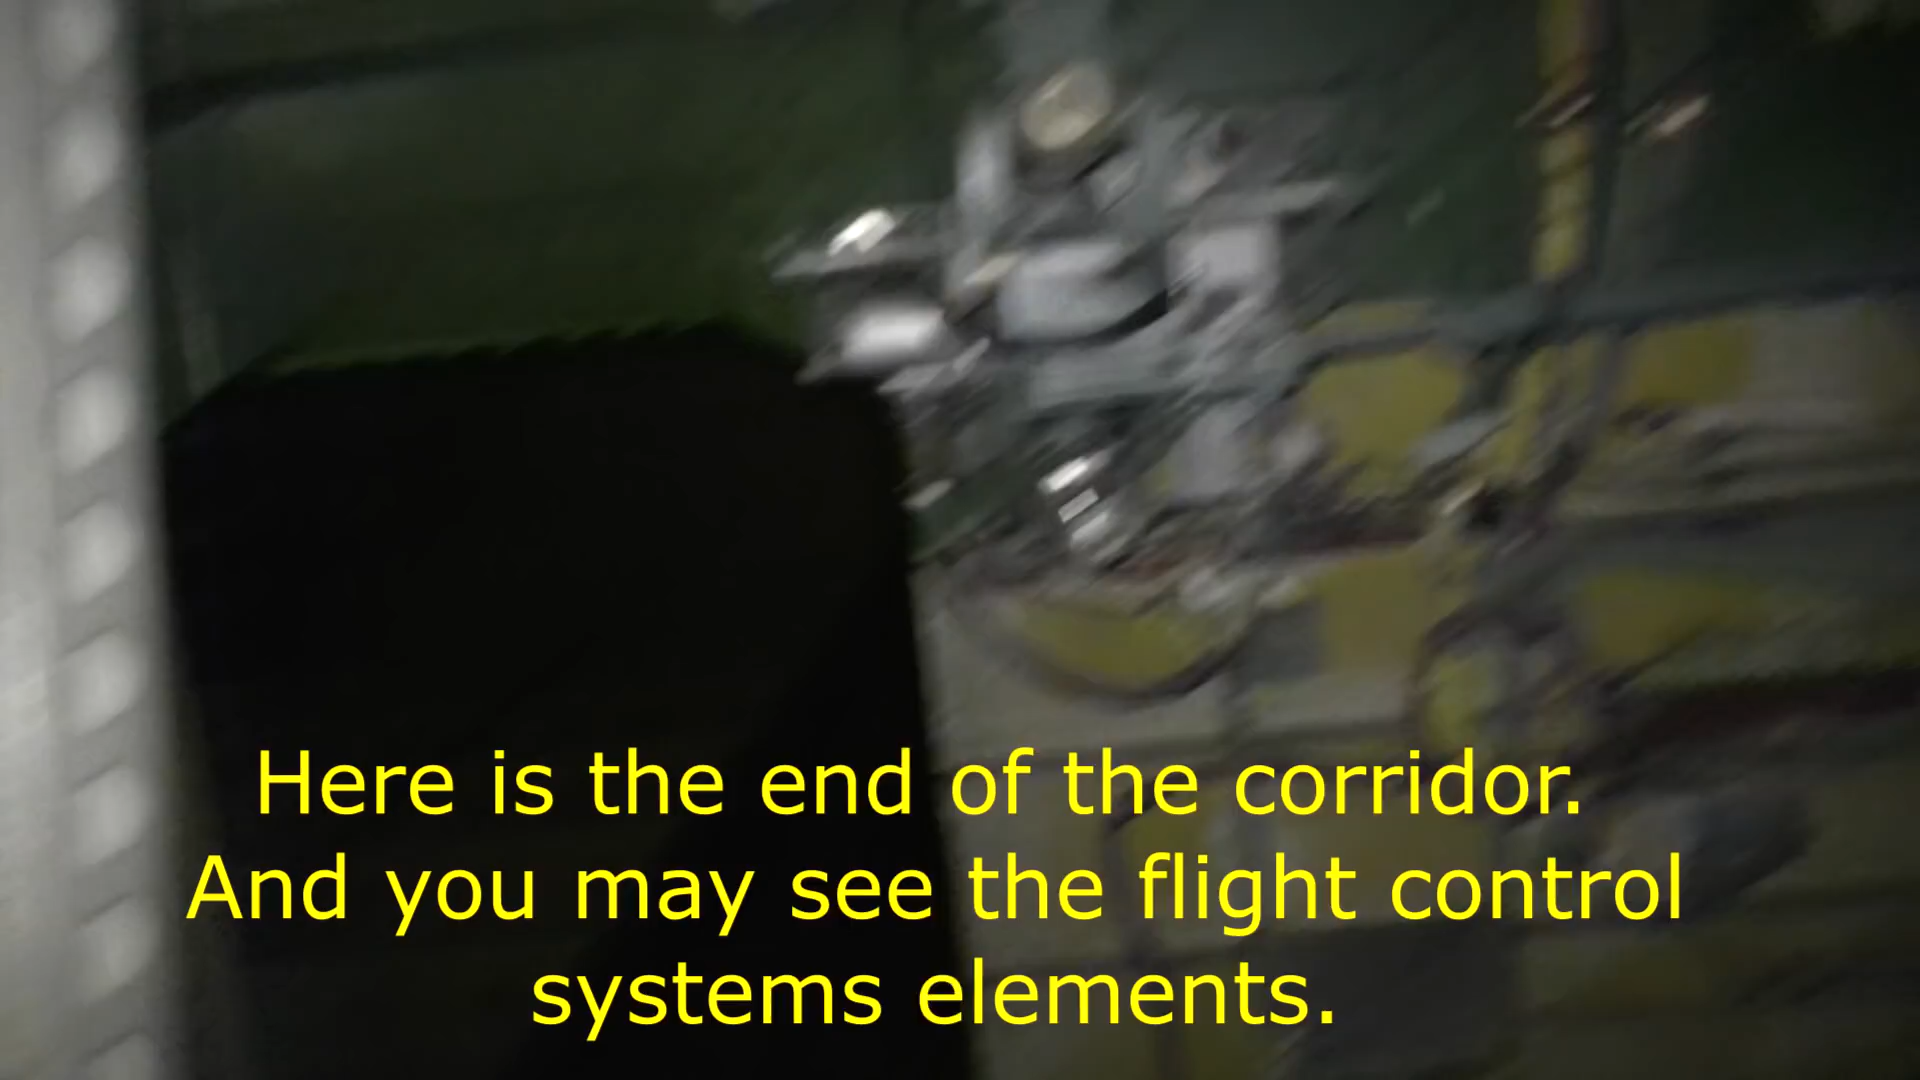 Here is the end of the corridor.
And you may see the flight control
systems elements.